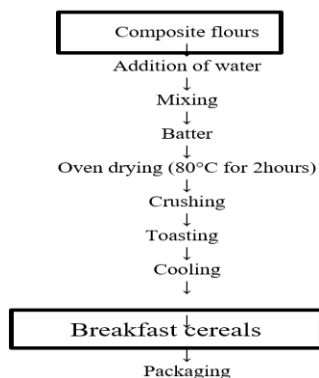 Composite flours
↓
Addition of water
↓
Mixing
↓
Batter
↓
Oven drying (80°C for 2hours)
↓
Crushing
↓
Toasting
↓
Cooling
↓
↓
Breakfast cereals
↓
Packaging